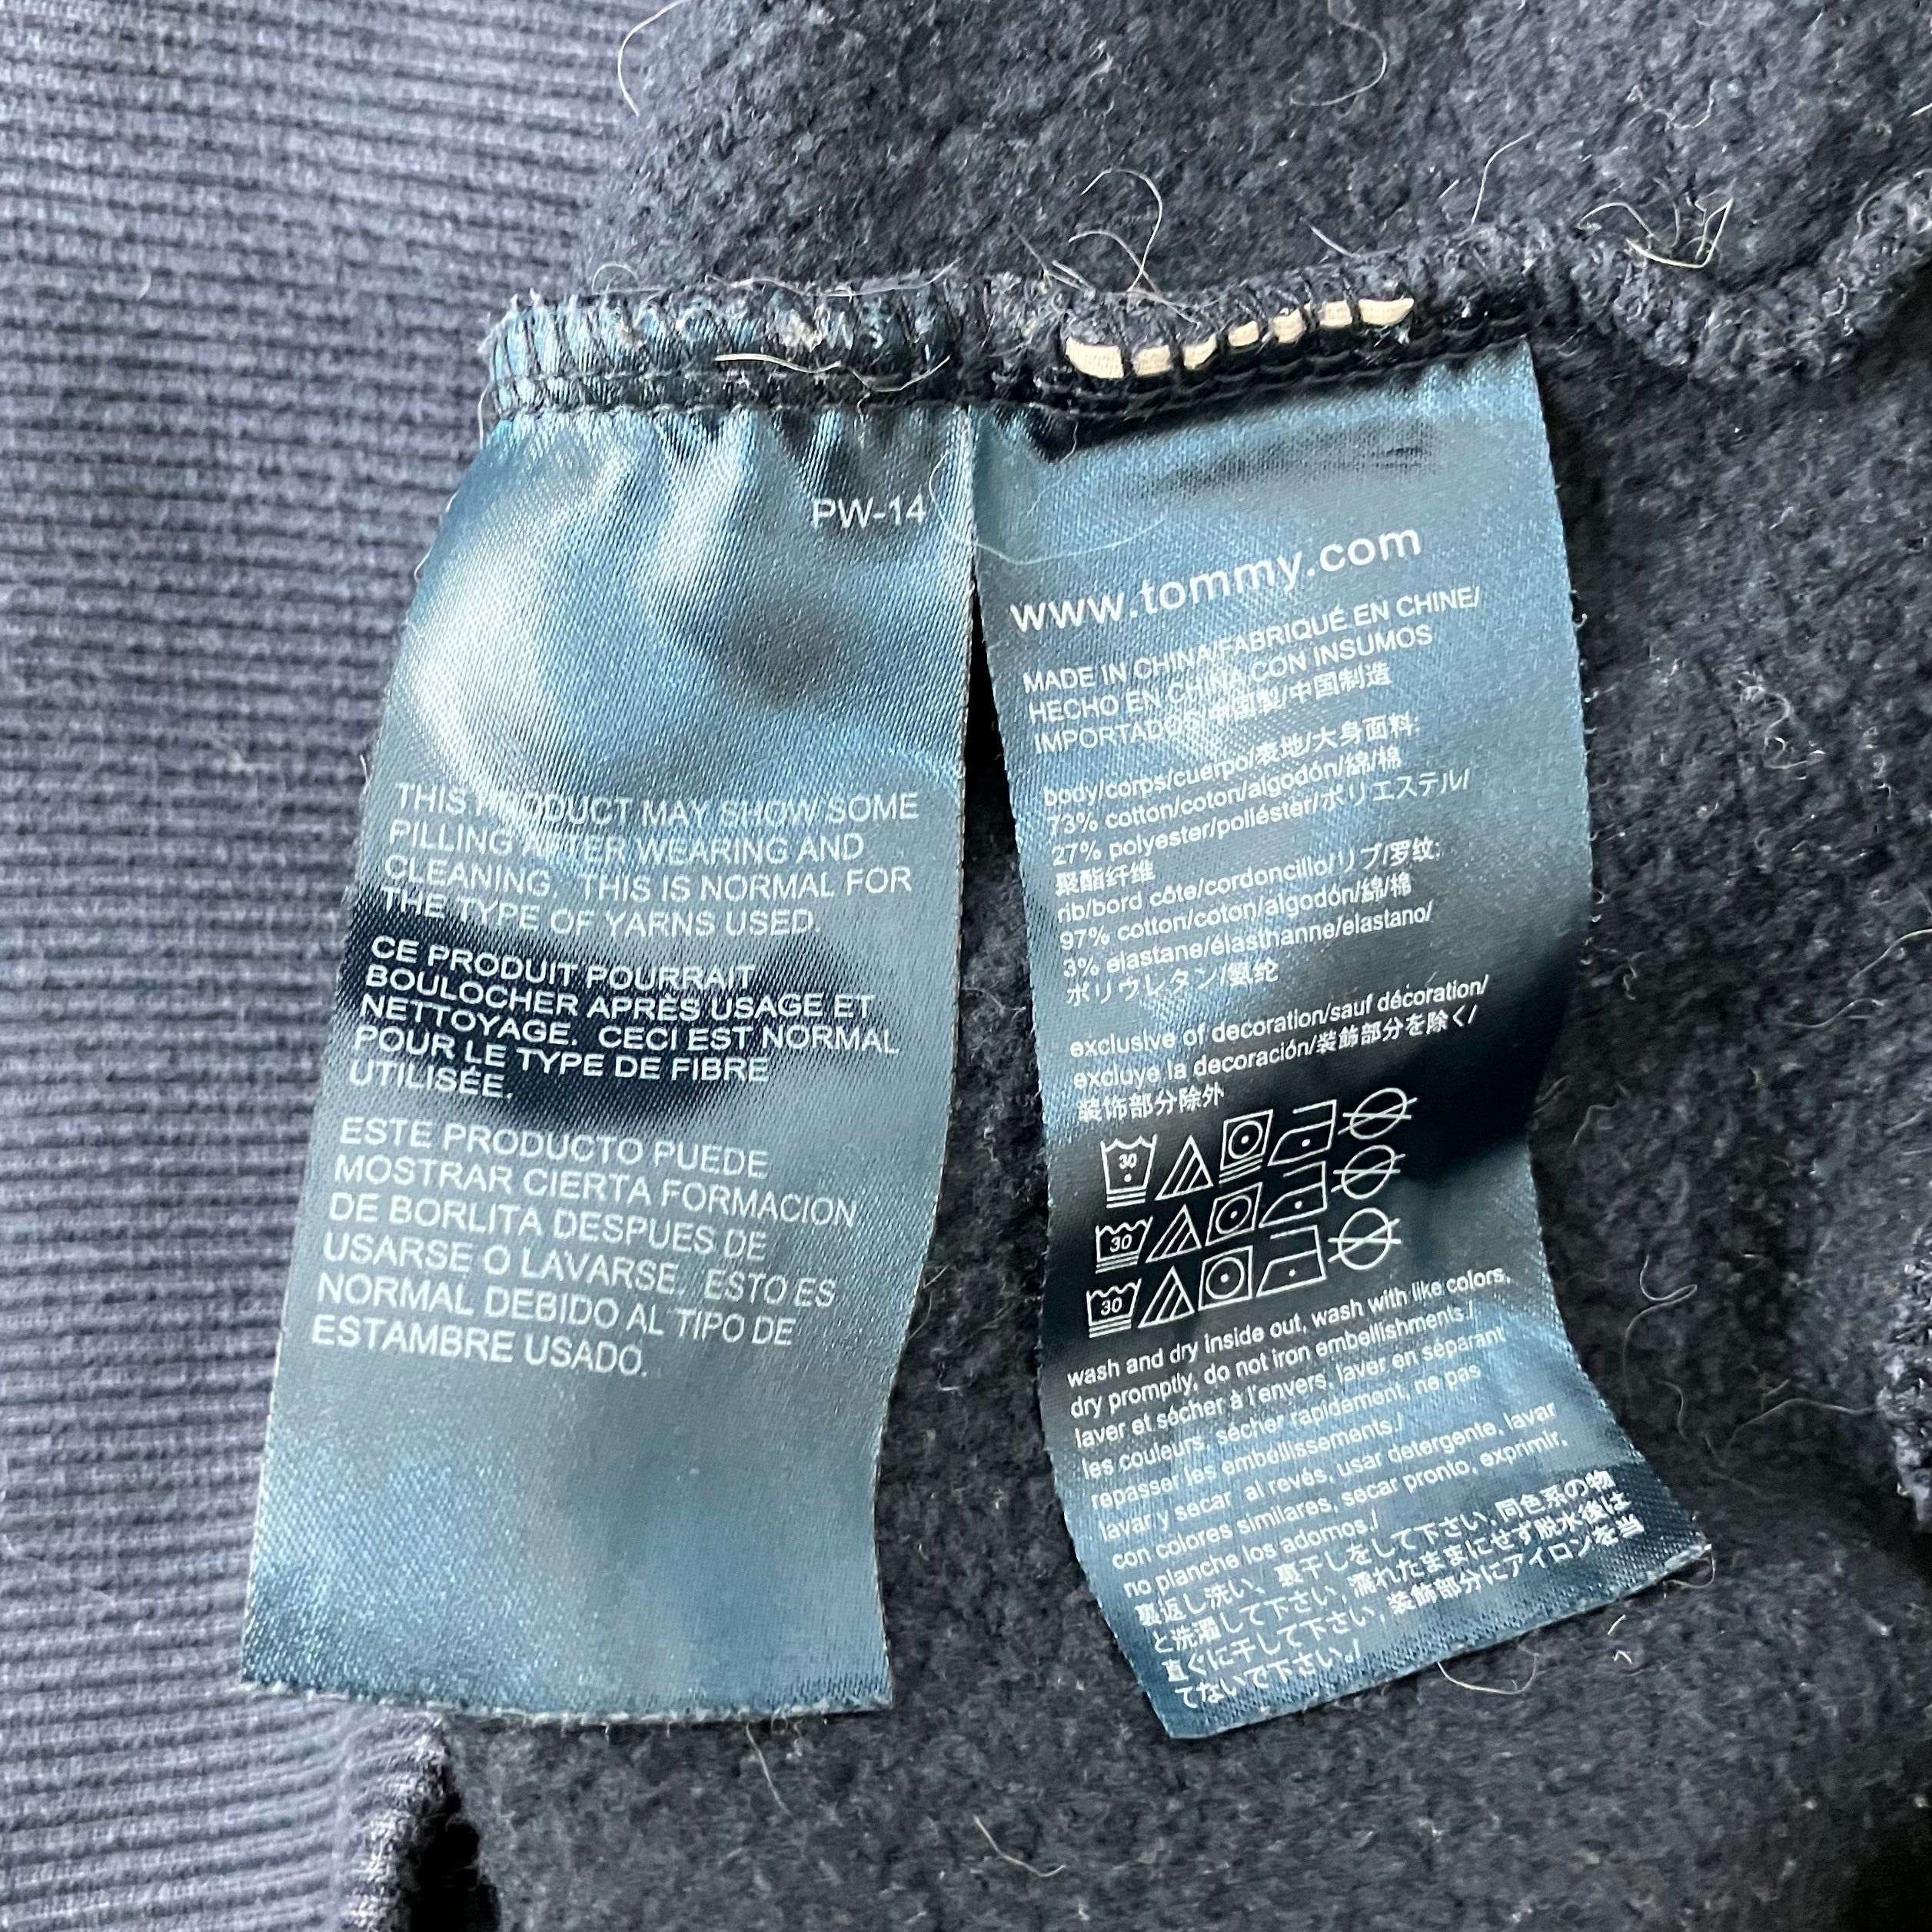 PW-14
THIS PRODUCT MAY SHOW SOME
PILLING AFTER WEARING AND
CLEANING. THIS IS NORMAL FOR
THE TYPE OF YARNS USED.
CE PRODUIT POURRAIT
BOULOCHER APRÈS USAGE ET
NETTOYAGE. CECI EST NORMAL
POUR LE TYPE DE FIBRE
UTILISÉE.
ESTE PRODUCTO PUEDE
MOSTRAR CIERTA FORMACION
DE BORLITA DESPUES DE
USARSE O LAVARSE. ESTO ES
NORMAL DEBIDO AL TIPO DE
ESTAMBRE USADO.
www.tommy.com
MADE IN CHINA/FABRIQUÉ EN CHINE/
HECHO EN CHINA CON INSUMOS
IMPORTADOS/中国製/中国制造
body/corps/cuerpo/表地/大身面料:
73% cotton/coton/algodón/綿/棉
27% polyester/poliéster/ポリエステル/
聚酯纤维
rib/bord côte/cordoncillo/リブ/罗纹:
97% cotton/coton/algodón/綿/棉
3% elastane/élasthanne/elastano/
ポリウレタン/氨纶
exclusive of decoration/sauf décoration/
excluye la decoración/装飾部分を除く/
装饰部分除外
30
30
30
wash and dry inside out, wash with like colors,
dry promptly, do not iron embellishments./
laver et sécher à l'envers, laver en séparant
les couleurs, sécher rapidement, ne pas
repasser les embellissements./
lavar y secar al revés, usar detergente, lavar
con colores similares, secar pronto, exprimir,
no planche los adornos./
裏返し洗い、裏干しをして下さい, 同色系の物
と洗濯して下さい, 濡れたままにせず脱水後は
直ぐに干して下さい, 装飾部分にアイロンを当
てないで下さい./